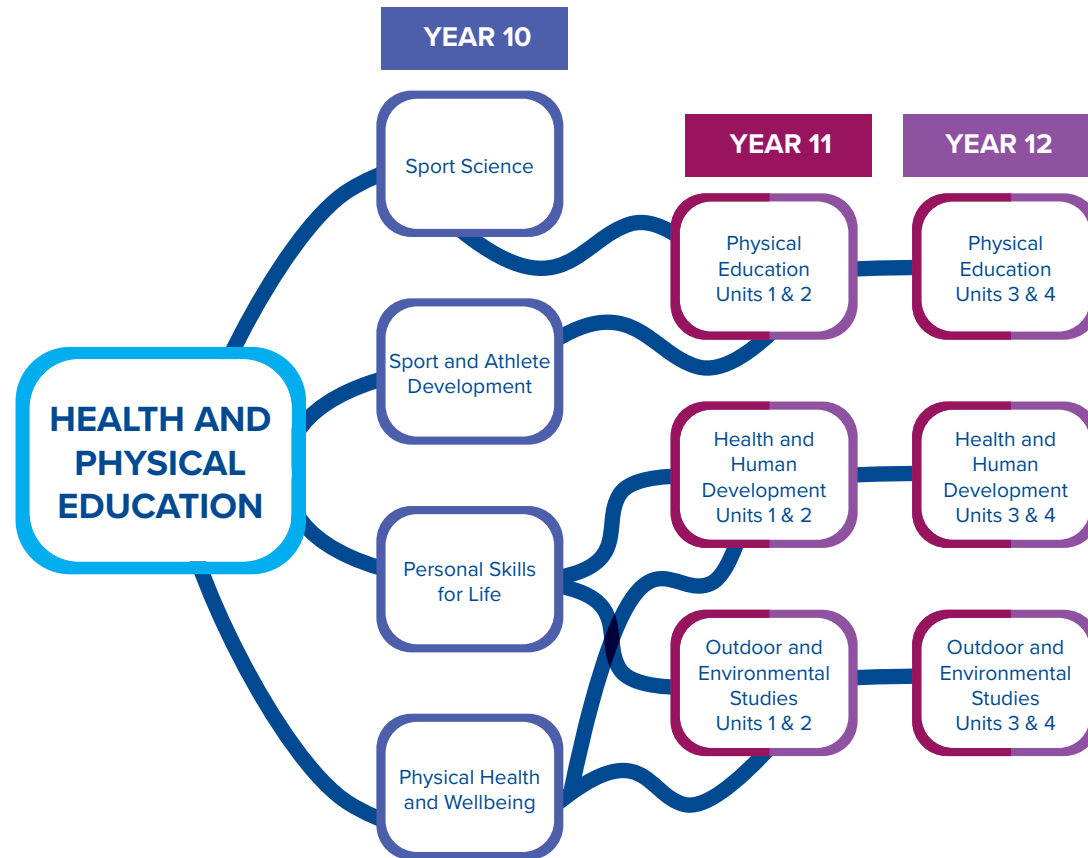 YEAR 10
YEAR 11
YEAR 12
HEALTH AND
PHYSICAL
EDUCATION
Sport Science
Sport and Athlete
Development
Personal Skills
for Life
Physical Health
and Wellbeing
Physical
Education
Units 1 & 2
Physical
Education
Units 3 & 4
Health and
Human
Development
Units 1 & 2
Health and
Human
Development
Units 3 & 4
Outdoor and
Environmental
Studies
Units 1 & 2
Outdoor and
Environmental
Studies
Units 3 & 4